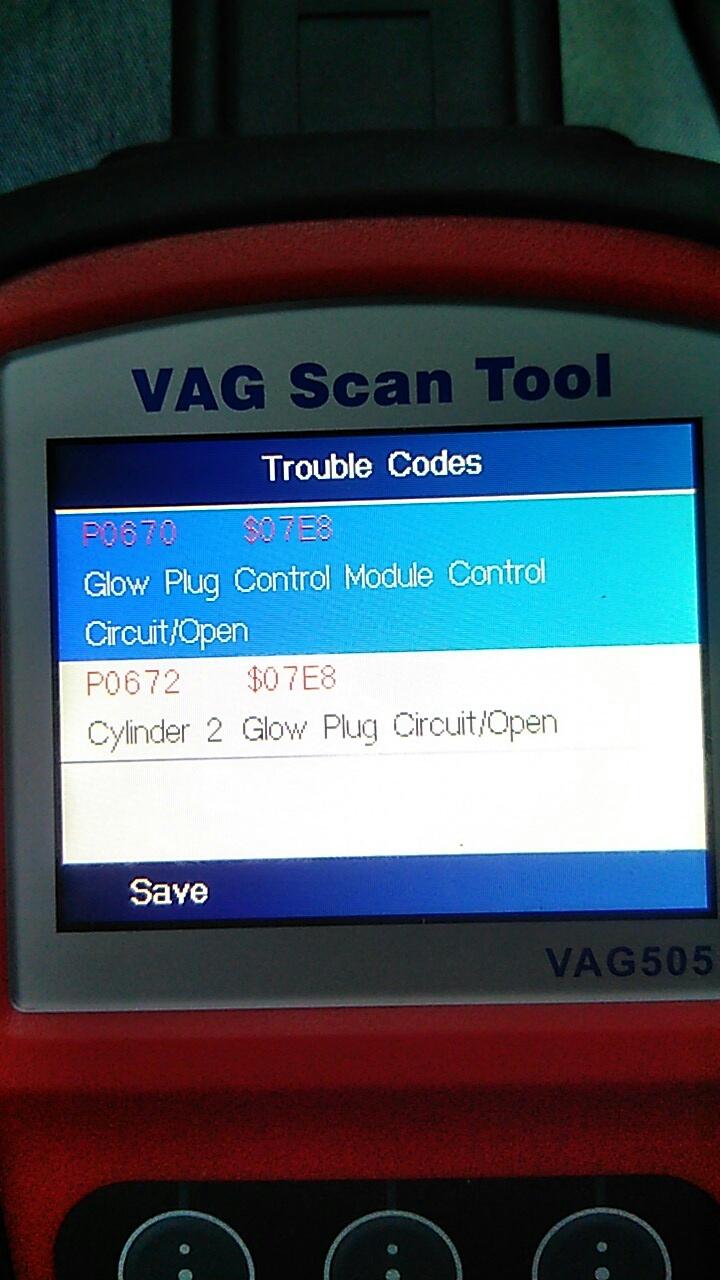 VAG Scan Tool
Trouble Codes
P0670 $07E8
Glow Plug Control Module Control
Circuit/Open
P0672 $07E8
Cylinder 2 Glow Plug Circuit/Open
Save
VAG505